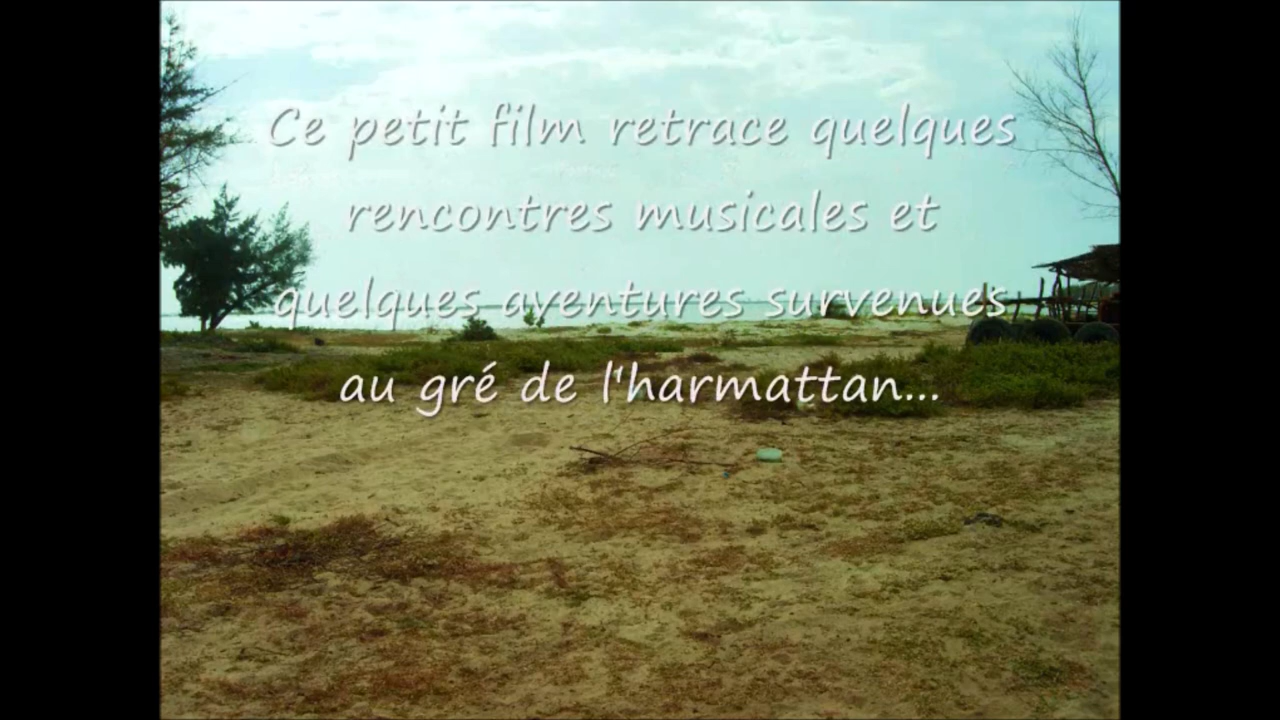 Ce petit film retrace quelques
rencontres musicales et
quelques aventures survenues
au gré de l'harmattan...